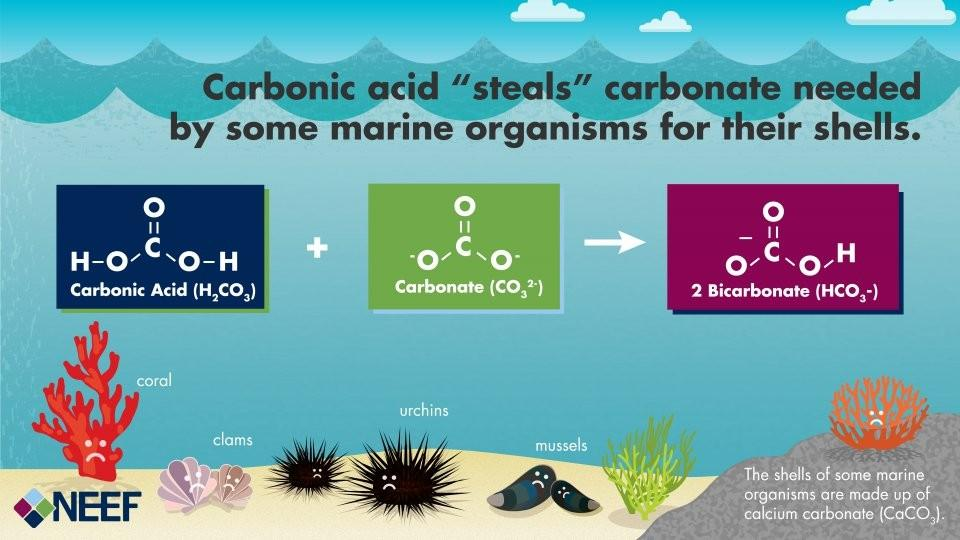 Carbonic acid “steals” carbonate needed
by some marine organisms for their shells.
O
C
H–O O–H
Carbonic Acid (H₂CO₃)
+
O
C
-O O-
Carbonate (CO₃²⁻)
O
– C H
O O
2 Bicarbonate (HCO₃-)
coral
clams
urchins
mussels
The shells of some marine
organisms are made up of
calcium carbonate (CaCO₃).
NEEF